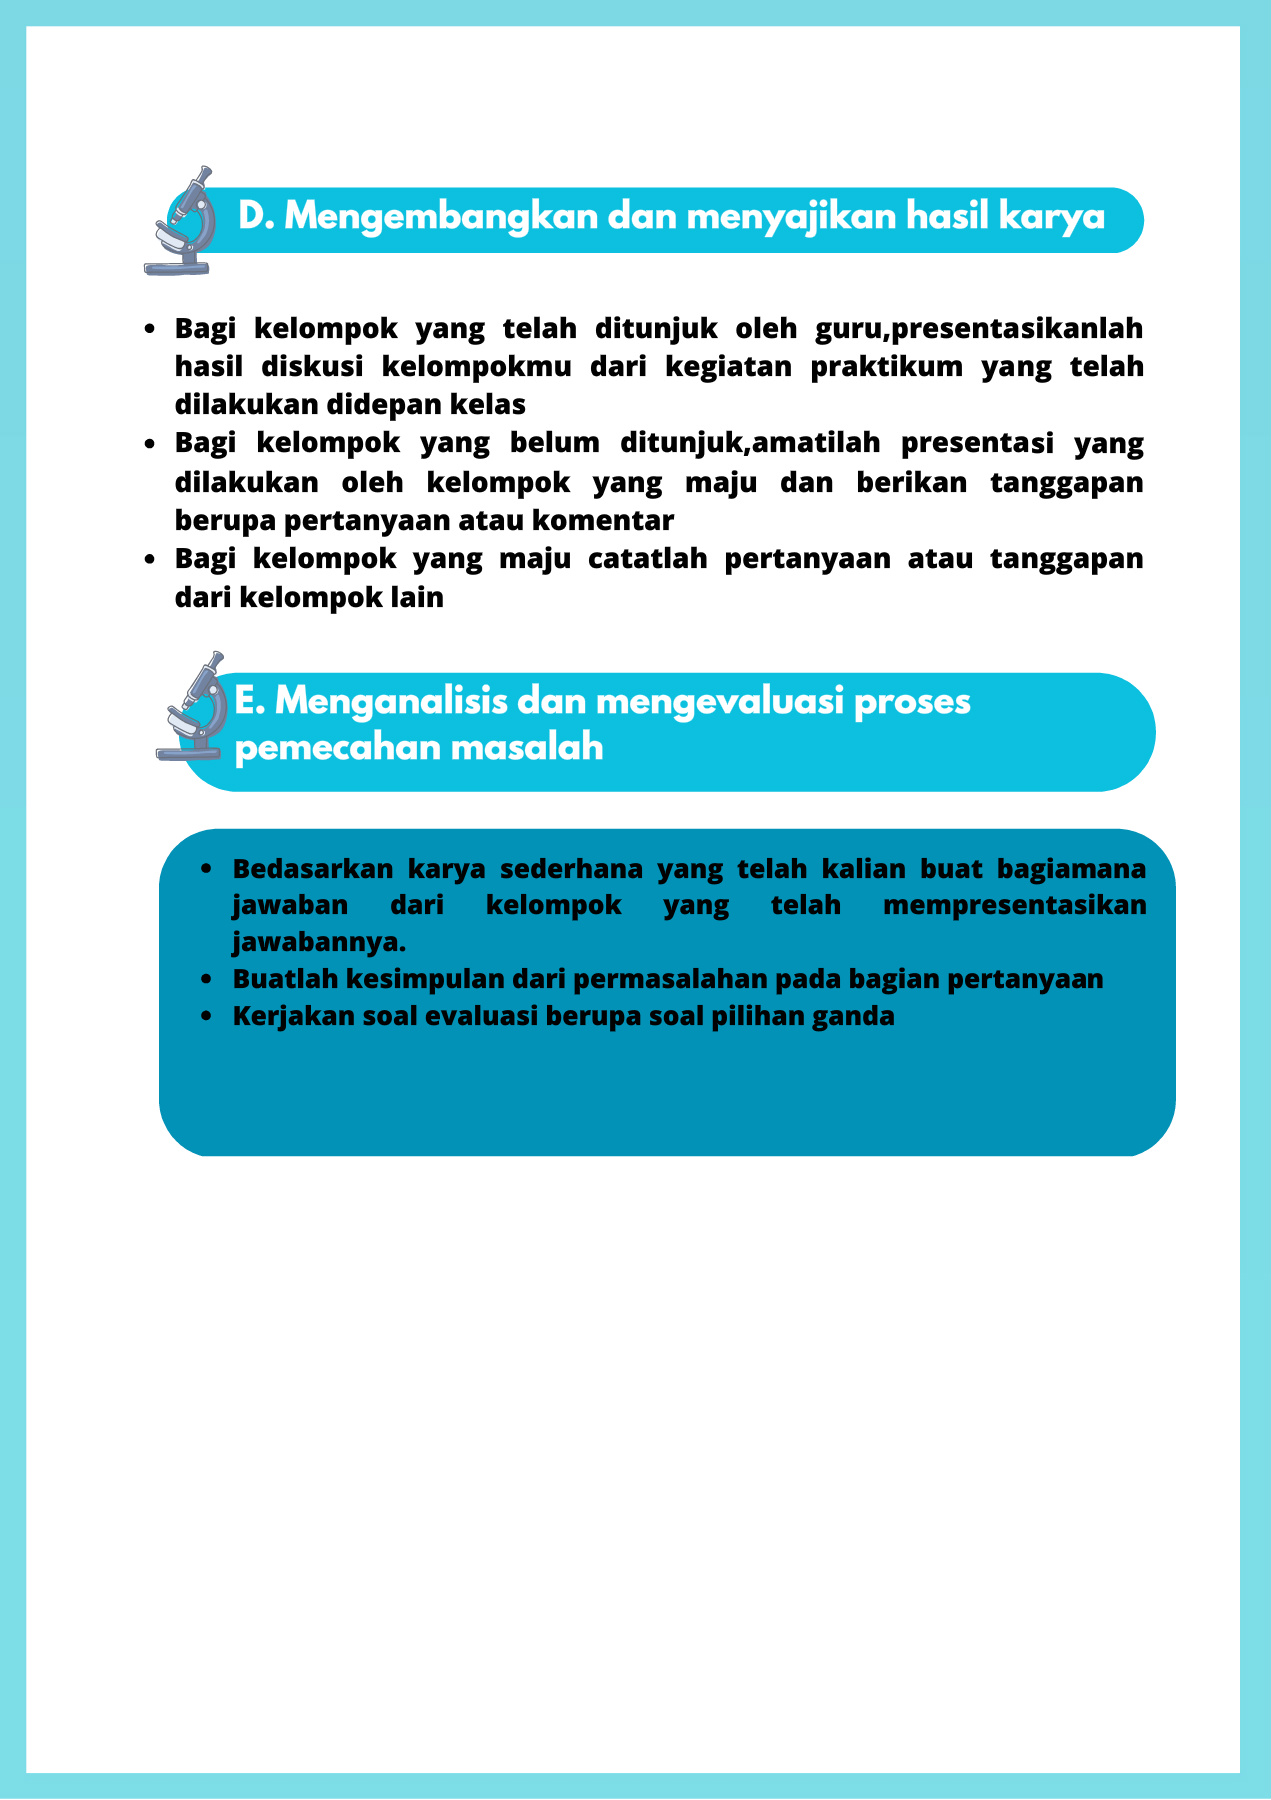 D. Mengembangkan dan menyajikan hasil karya
• Bagi kelompok yang telah ditunjuk oleh guru,presentasikanlah
hasil diskusi kelompokmu dari kegiatan praktikum yang telah
dilakukan didepan kelas
• Bagi kelompok yang belum ditunjuk,amatilah presentasi yang
dilakukan oleh kelompok yang maju dan berikan tanggapan
berupa pertanyaan atau komentar
• Bagi kelompok yang maju catatlah pertanyaan atau tanggapan
dari kelompok lain
E. Menganalisis dan mengevaluasi proses
pemecahan masalah
• Bedasarkan karya sederhana yang telah kalian buat bagiamana
jawaban dari kelompok yang telah mempresentasikan
jawabannya.
• Buatlah kesimpulan dari permasalahan pada bagian pertanyaan
• Kerjakan soal evaluasi berupa soal pilihan ganda